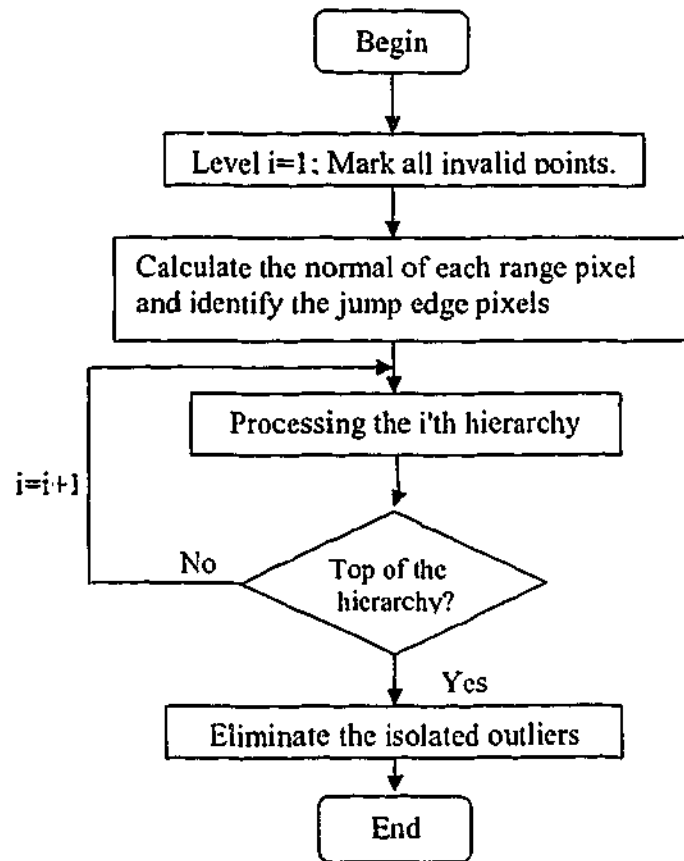 Begin
Level i=1; Mark all invalid points.
Calculate the normal of each range pixel
and identify the jump edge pixels
Processing the i'th hierarchy
i=i+1
No
Top of the
hierarchy?
Yes
Eliminate the isolated outliers
End